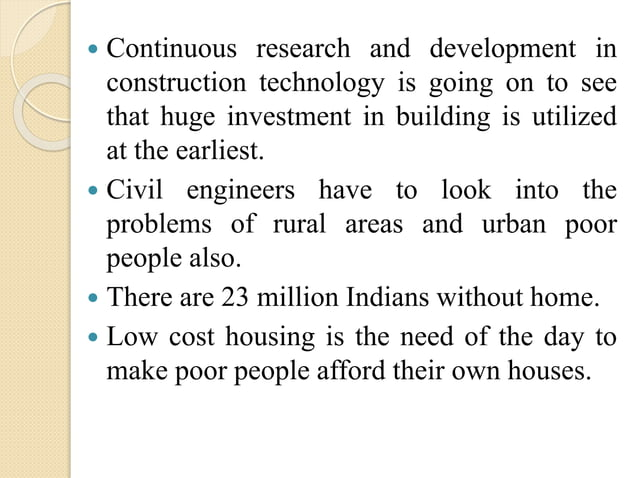 • Continuous research and development in
construction technology is going on to see
that huge investment in building is utilized
at the earliest.
• Civil engineers have to look into the
problems of rural areas and urban poor
people also.
• There are 23 million Indians without home.
• Low cost housing is the need of the day to
make poor people afford their own houses.